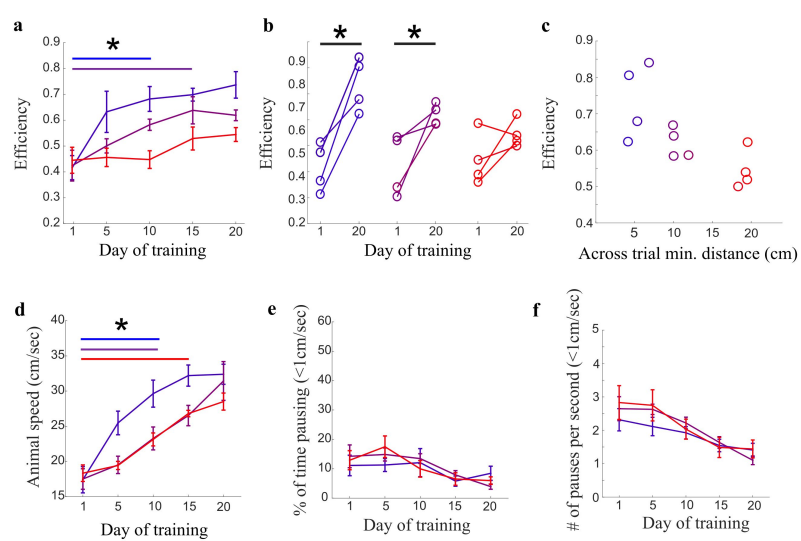 a
*
Efficiency
0.9
0.8
0.7
0.6
0.5
0.4
0.3
0.2
1 5 10 15 20
Day of training
b
* *
Efficiency
0.9
0.8
0.7
0.6
0.5
0.4
0.3
0.2
1 20 1 20 1 20
Day of training
c
Efficiency
0.9
0.8
0.7
0.6
0.5
0.4
5 10 15 20
Across trial min. distance (cm)
d
*
Animal speed (cm/sec)
40
35
30
25
20
15
1 5 10 15 20
Day of training
e
% of time pausing (<1cm/sec)
60
50
40
30
20
10
0
1 5 10 15 20
Day of training
f
# of pauses per second (<1cm/sec)
5
4
3
2
1
0
1 5 10 15 20
Day of training